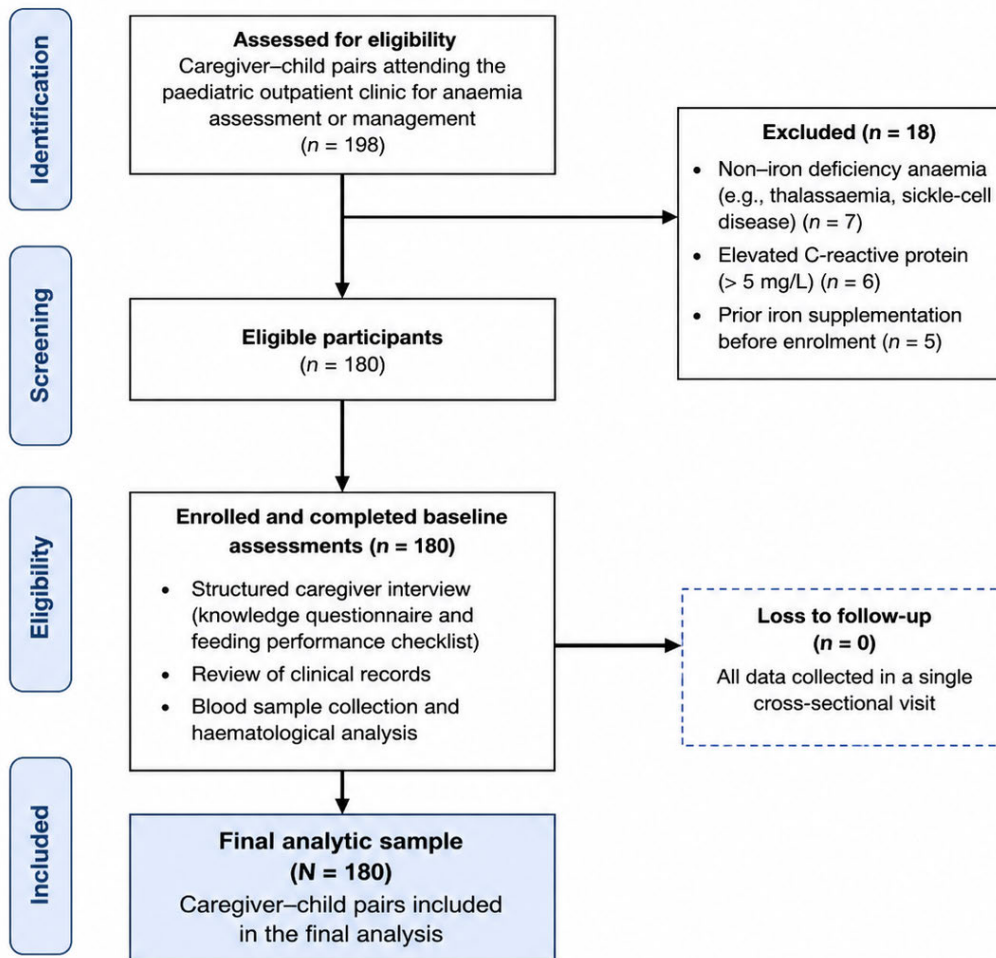 Identification
Assessed for eligibility
Caregiver–child pairs attending the
paediatric outpatient clinic for anaemia
assessment or management
(n = 198)
Excluded (n = 18)
• Non–iron deficiency anaemia
(e.g., thalassaemia, sickle-cell
disease) (n = 7)
• Elevated C-reactive protein
(> 5 mg/L) (n = 6)
• Prior iron supplementation
before enrolment (n = 5)
Screening
Eligible participants
(n = 180)
Eligibility
Enrolled and completed baseline
assessments (n = 180)
• Structured caregiver interview
(knowledge questionnaire and
feeding performance checklist)
• Review of clinical records
• Blood sample collection and
haematological analysis
Loss to follow-up
(n = 0)
All data collected in a single
cross-sectional visit
Included
Final analytic sample
(N = 180)
Caregiver–child pairs included
in the final analysis